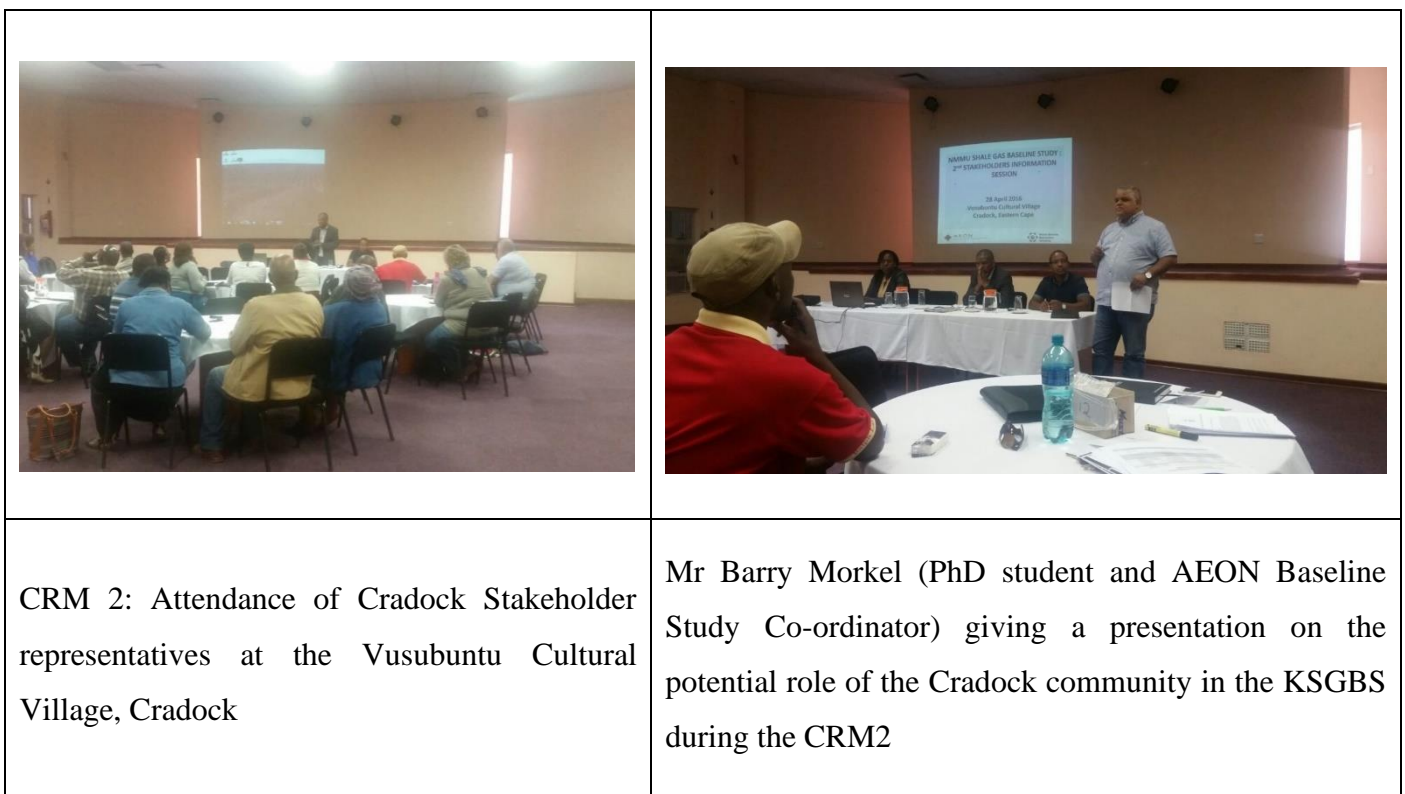 NMMU SHALE GAS BASELINE STUDY :
2ND STAKEHOLDERS INFORMATION
SESSION
28 April 2016
Vusubuntu Cultural Village
Cradock, Eastern Cape
12
CRM 2: Attendance of Cradock Stakeholder
representatives at the Vusubuntu Cultural
Village, Cradock
Mr Barry Morkel (PhD student and AEON Baseline
Study Co-ordinator) giving a presentation on the
potential role of the Cradock community in the KSGBS
during the CRM2